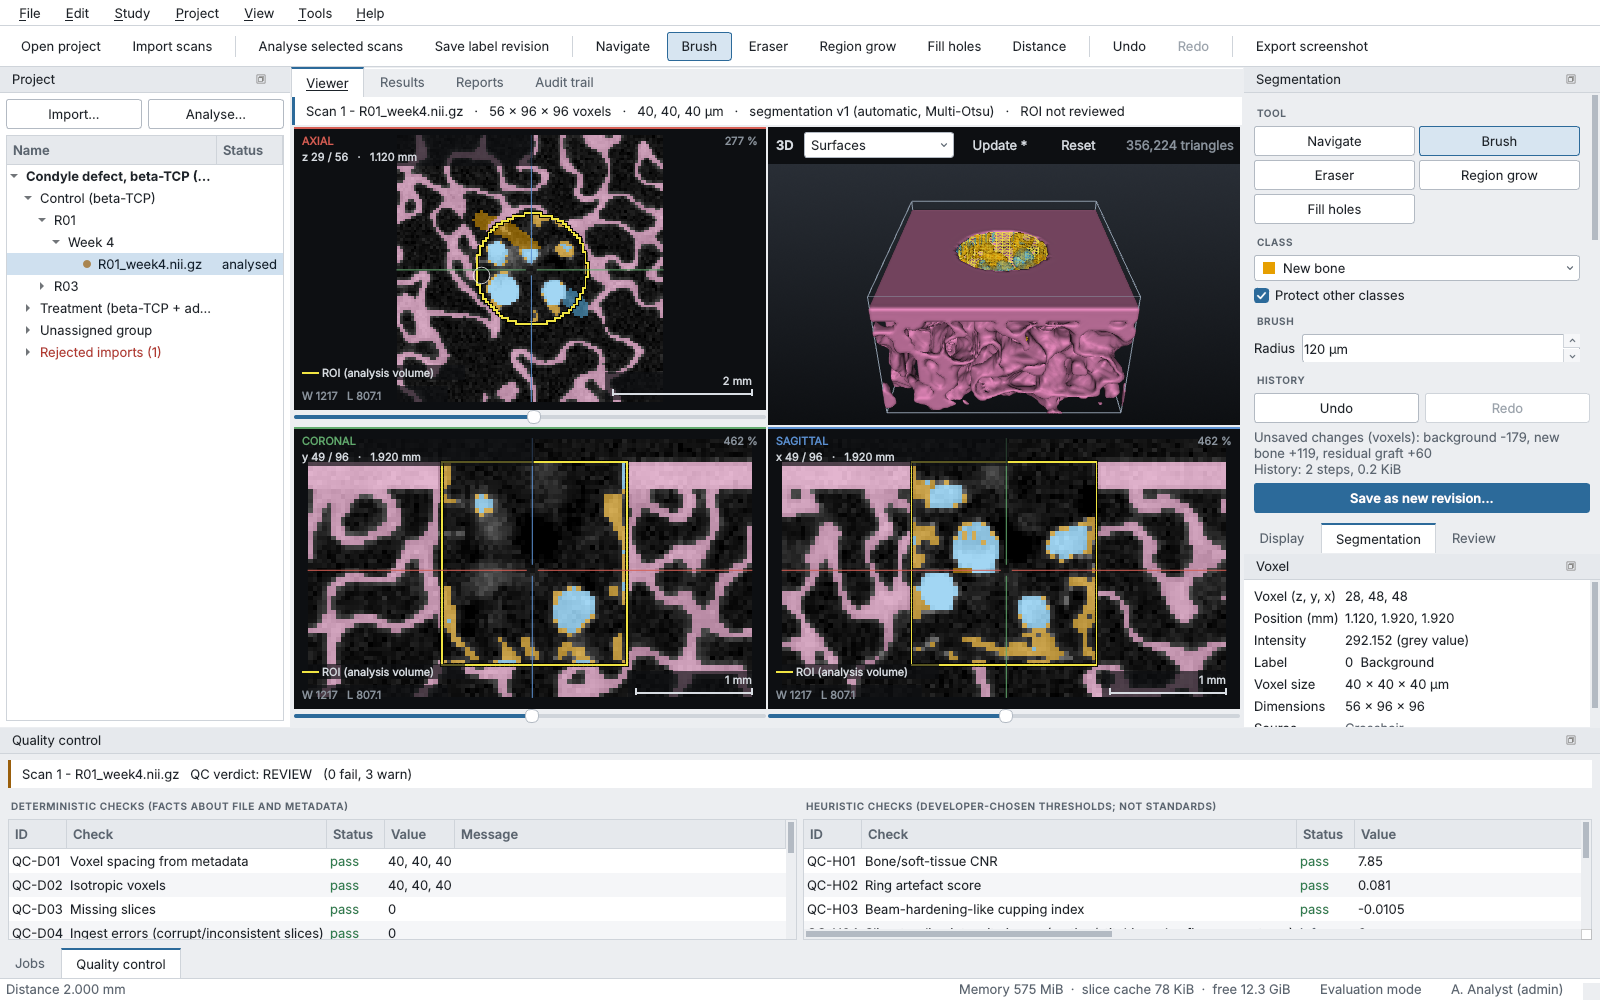 File Edit Study Project View Tools Help
Open project Import scans Analyse selected scans Save label revision Navigate Brush Eraser Region grow Fill holes Distance Undo Redo Export screenshot
Project
Import... Analyse...
Name Status
Condyle defect, beta-TCP (...
Control (beta-TCP)
R01
Week 4
R01_week4.nii.gz analysed
R03
Treatment (beta-TCP + ad...
Unassigned group
Rejected imports (1)
Viewer Results Reports Audit trail
Scan 1 - R01_week4.nii.gz · 56 × 96 × 96 voxels · 40, 40, 40 µm · segmentation v1 (automatic, Multi-Otsu) · ROI not reviewed
AXIAL 277 %
z 29 / 56 · 1.120 mm
ROI (analysis volume)
2 mm
W 1217 L 807.1
3D Surfaces Update * Reset 356,224 triangles
CORONAL 462 %
y 49 / 96 · 1.920 mm
ROI (analysis volume)
1 mm
W 1217 L 807.1
SAGITTAL 462 %
x 49 / 96 · 1.920 mm
ROI (analysis volume)
1 mm
W 1217 L 807.1
Segmentation
TOOL
Navigate Brush
Eraser Region grow
Fill holes
CLASS
New bone
Protect other classes
BRUSH
Radius 120 µm
HISTORY
Undo Redo
Unsaved changes (voxels): background -179, new
bone +119, residual graft +60
History: 2 steps, 0.2 KiB
Save as new revision...
Display Segmentation Review
Voxel
Voxel (z, y, x) 28, 48, 48
Position (mm) 1.120, 1.920, 1.920
Intensity 292.152 (grey value)
Label 0 Background
Voxel size 40 × 40 × 40 µm
Dimensions 56 × 96 × 96
Quality control
Scan 1 - R01_week4.nii.gz QC verdict: REVIEW (0 fail, 3 warn)
DETERMINISTIC CHECKS (FACTS ABOUT FILE AND METADATA)
ID Check Status Value Message
QC-D01 Voxel spacing from metadata pass 40, 40, 40
QC-D02 Isotropic voxels pass 40, 40, 40
QC-D03 Missing slices pass 0
QC-D04 Ingest errors (corrupt/inconsistent slices) pass 0
HEURISTIC CHECKS (DEVELOPER-CHOSEN THRESHOLDS; NOT STANDARDS)
ID Check Status Value
QC-H01 Bone/soft-tissue CNR pass 7.85
QC-H02 Ring artefact score pass 0.081
QC-H03 Beam-hardening-like cupping index pass -0.0105
Jobs Quality control
Distance 2.000 mm Memory 575 MiB · slice cache 78 KiB · free 12.3 GiB Evaluation mode A. Analyst (admin)